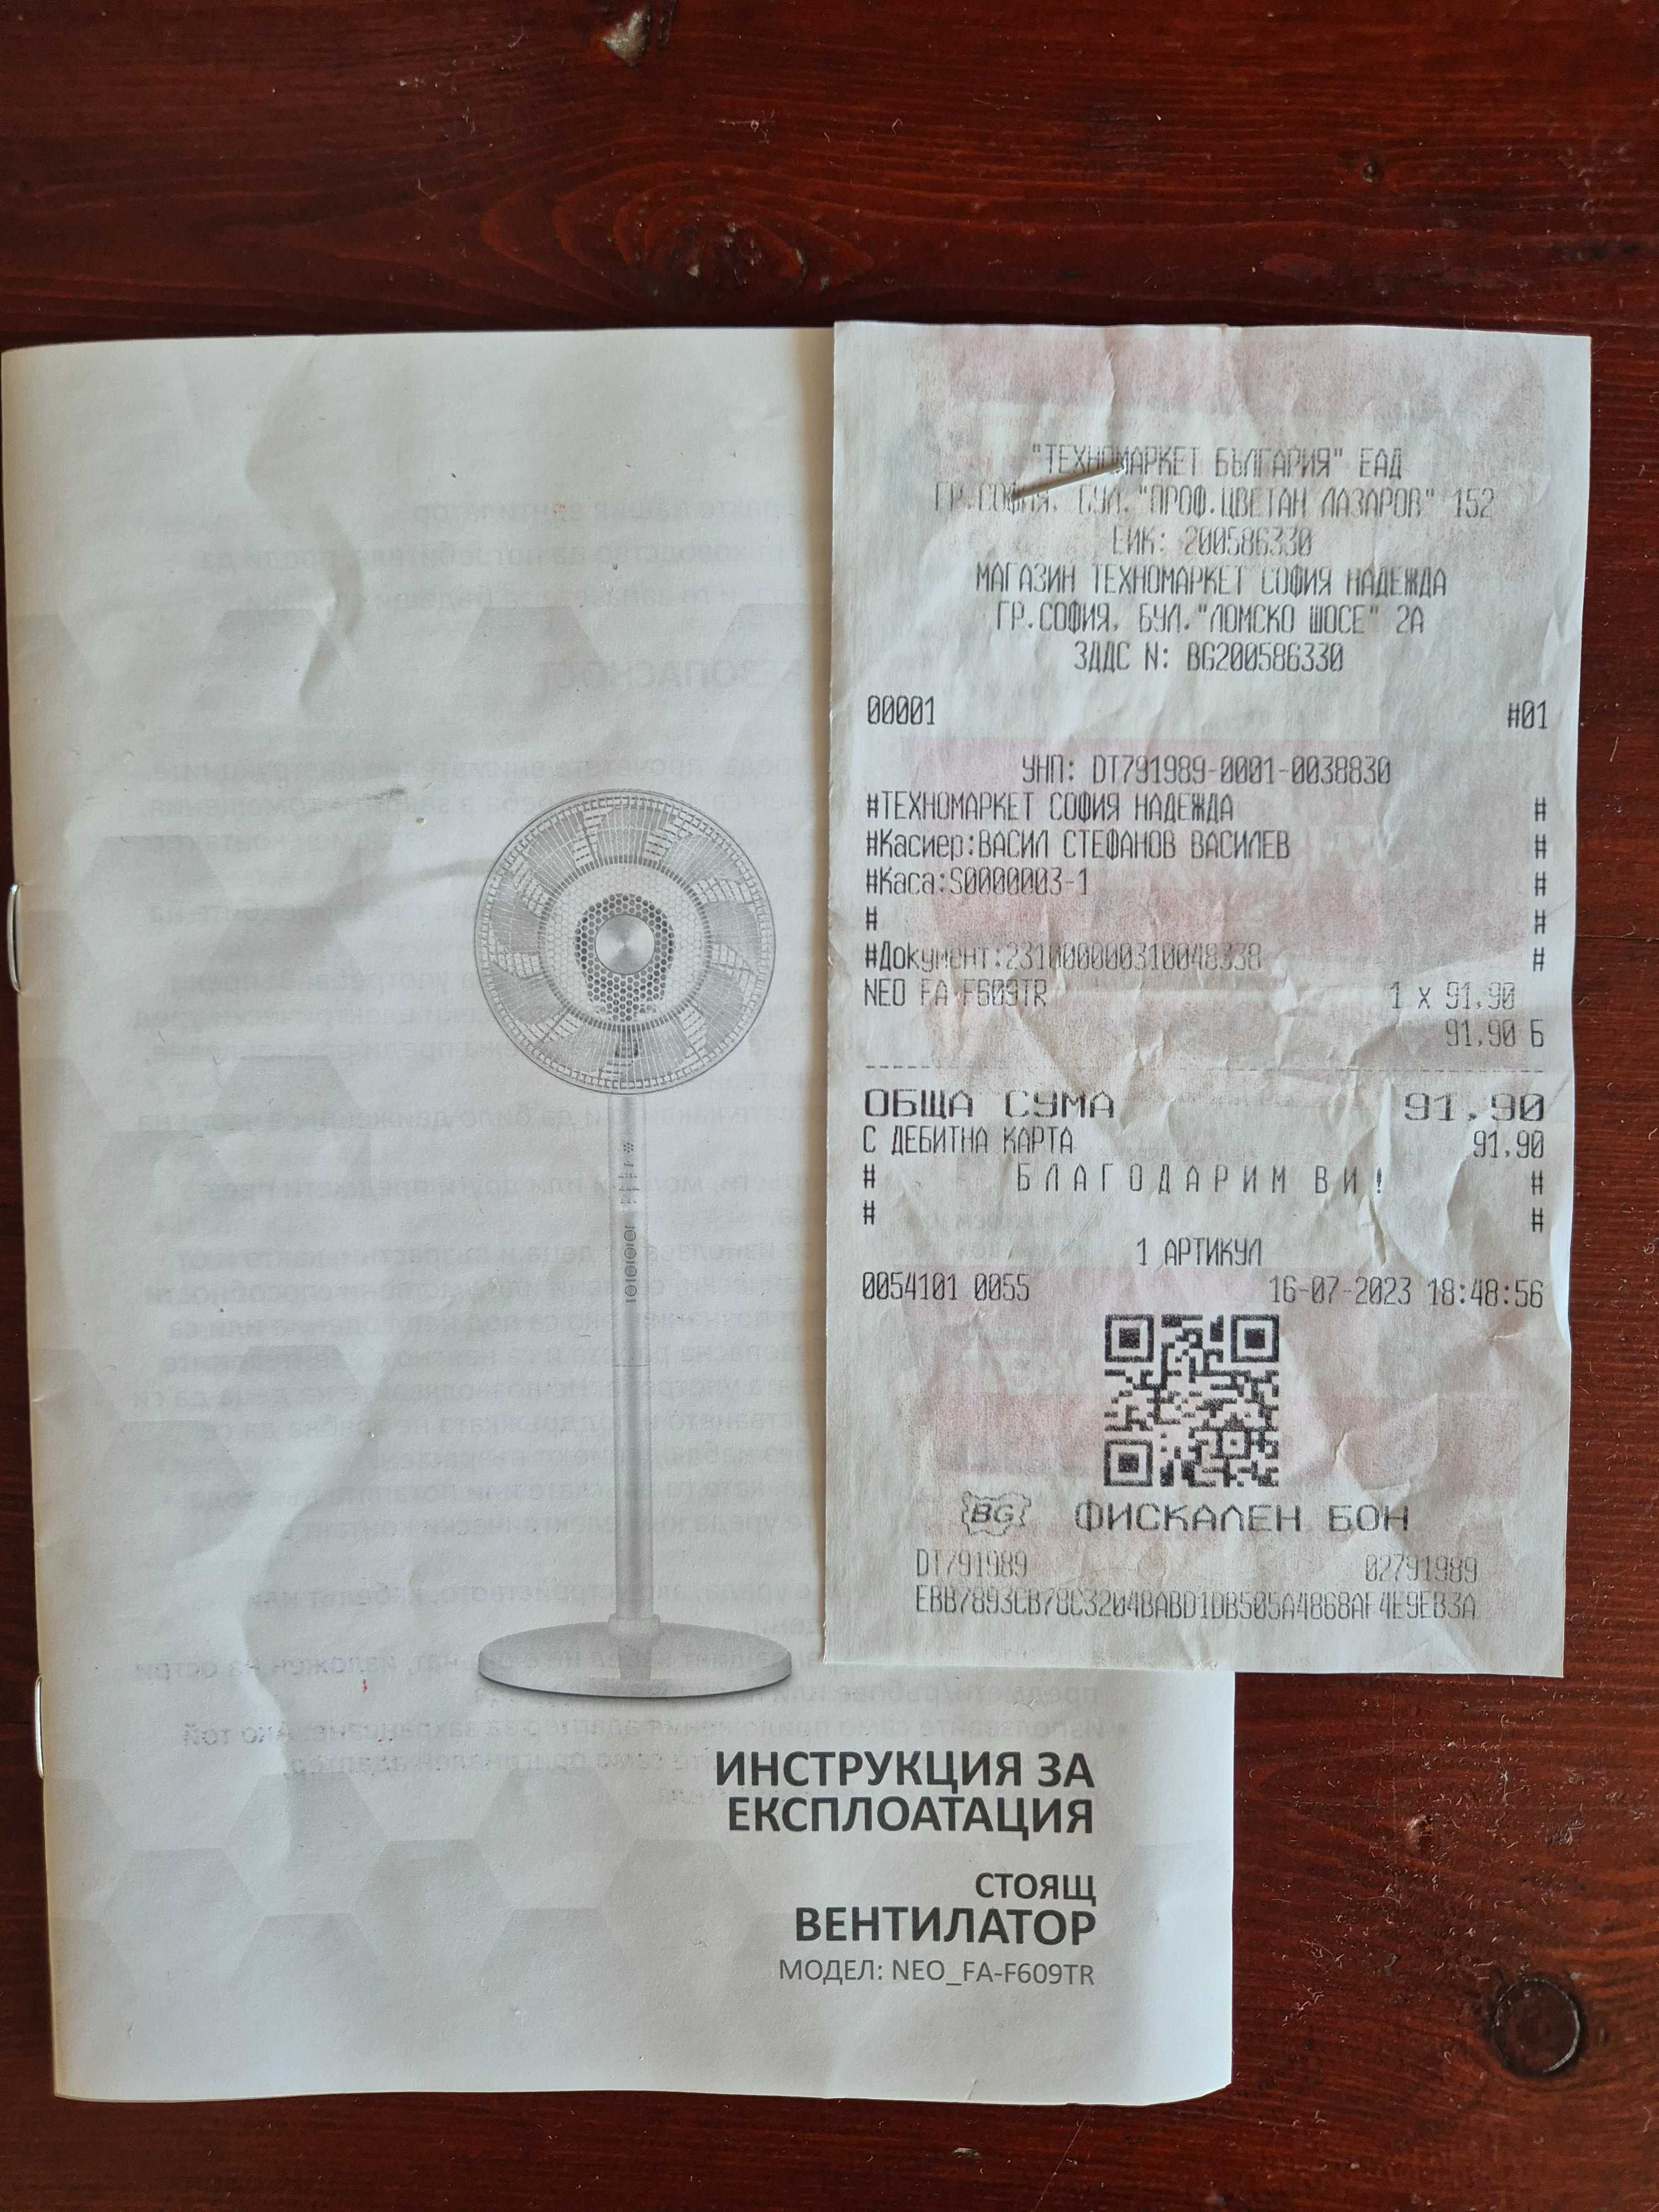 "ТЕХНОМАРКЕТ БЪЛГАРИЯ" ЕАД
ГР.СОФИЯ, БУЛ."ПРОФ.ЦВЕТАН ЛАЗАРОВ" 152
ЕИК: 200586330
МАГАЗИН ТЕХНОМАРКЕТ СОФИЯ НАДЕЖДА
ГР.СОФИЯ, БУЛ."ЛОМСКО ШОСЕ" 2А
ЗДДС N: BG200586330
00001 #01
УНП: DT791989-0001-0038830
#ТЕХНОМАРКЕТ СОФИЯ НАДЕЖДА #
#Касиер:ВАСИЛ СТЕФАНОВ ВАСИЛЕВ #
#Каса:S0000003-1 #
# #
#Документ:231000000310048338 #
NEO FA-F609TR 1 x 91.90
91.90 Б
ОБЩА СУМА 91.90
С ДЕБИТНА КАРТА 91.90
# БЛАГОДАРИМ ВИ! #
# #
1 АРТИКУЛ
0054101 0055 16-07-2023 18:48:56
BG ФИСКАЛЕН БОН
DT791989 02791989
EBB7893CB78C3204BABD1DB505A4868AF4E9EB3A
ИНСТРУКЦИЯ ЗА
ЕКСПЛОАТАЦИЯ
СТОЯЩ
ВЕНТИЛАТОР
МОДЕЛ: NEO_FA-F609TR